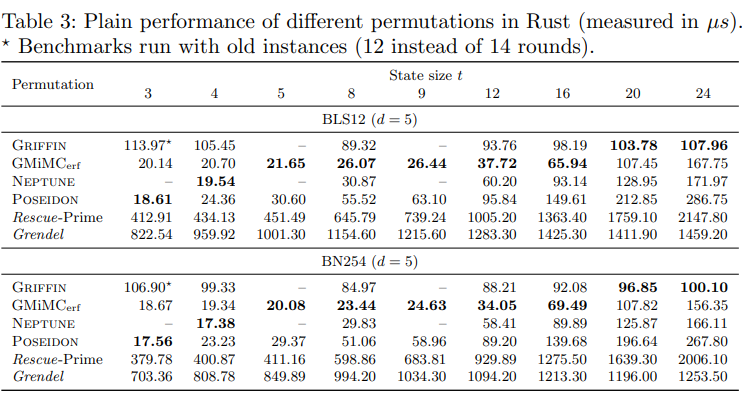 Table 3: Plain performance of different permutations in Rust (measured in μs).
* Benchmarks run with old instances (12 instead of 14 rounds).
Permutation State size t
3 4 5 8 9 12 16 20 24
BLS12 (d = 5)
GRIFFIN 113.97* 105.45 – 89.32 – 93.76 98.19 103.78 107.96
GMiMCerf 20.14 20.70 21.65 26.07 26.44 37.72 65.94 107.45 167.75
NEPTUNE – 19.54 – 30.87 – 60.20 93.14 128.95 171.97
POSEIDON 18.61 24.36 30.60 55.52 63.10 95.84 149.61 212.85 286.75
Rescue-Prime 412.91 434.13 451.49 645.79 739.24 1005.20 1363.40 1759.10 2147.80
Grendel 822.54 959.92 1001.30 1154.60 1215.60 1283.30 1425.30 1411.90 1459.20
BN254 (d = 5)
GRIFFIN 106.90* 99.33 – 84.97 – 88.21 92.08 96.85 100.10
GMiMCerf 18.67 19.34 20.08 23.44 24.63 34.05 69.49 107.82 156.35
NEPTUNE – 17.38 – 29.83 – 58.41 89.89 125.87 166.11
POSEIDON 17.56 23.23 29.37 51.06 58.96 89.20 139.68 196.64 267.80
Rescue-Prime 379.78 400.87 411.16 598.86 683.81 929.89 1275.50 1639.30 2006.10
Grendel 703.36 808.78 849.89 994.20 1034.30 1094.20 1213.30 1196.00 1253.50